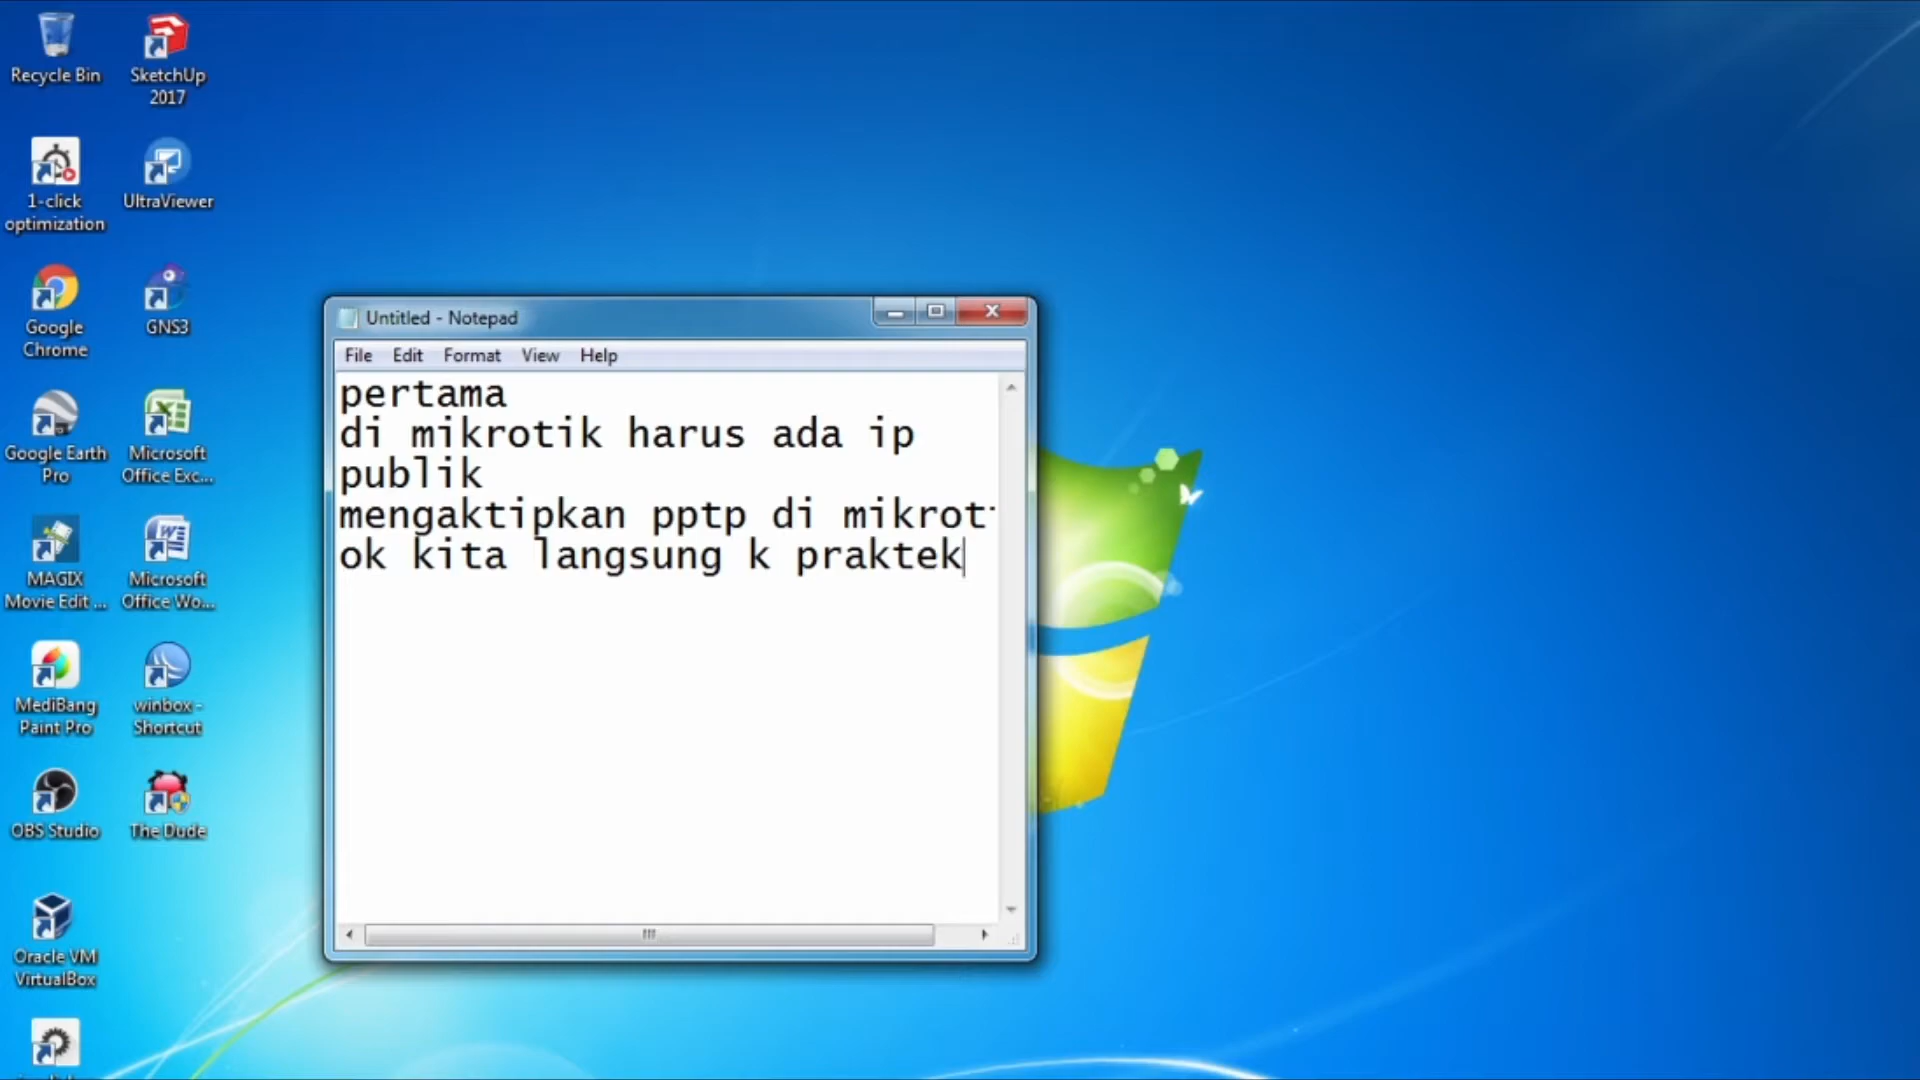 Recycle Bin
SketchUp
2017
1-click
optimization
UltraViewer
Google
Chrome
GNS3
Google Earth
Pro
Microsoft
Office Exc...
MAGIX
Movie Edit ...
Microsoft
Office Wo...
MediBang
Paint Pro
winbox -
Shortcut
OBS Studio
The Dude
Oracle VM
VirtualBox
Untitled - Notepad
File Edit Format View Help
pertama
di mikrotik harus ada ip
publik
mengaktipkan pptp di mikrot
ok kita langsung k praktek